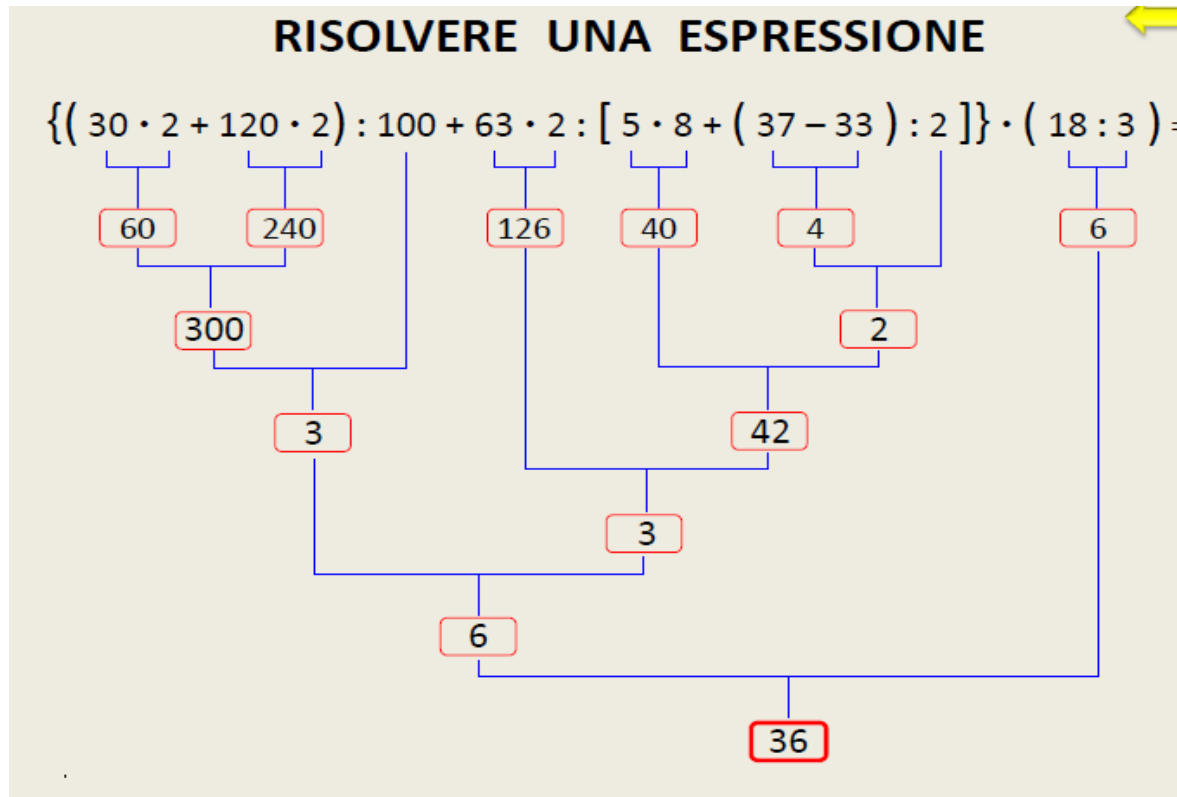 RISOLVERE UNA ESPRESSIONE
{( 30 · 2 + 120 · 2) : 100 + 63 · 2 : [ 5 · 8 + ( 37 – 33 ) : 2 ]} · ( 18 : 3 ) =
60 240 126 40 4 6
300 2
3 42
3
6
36